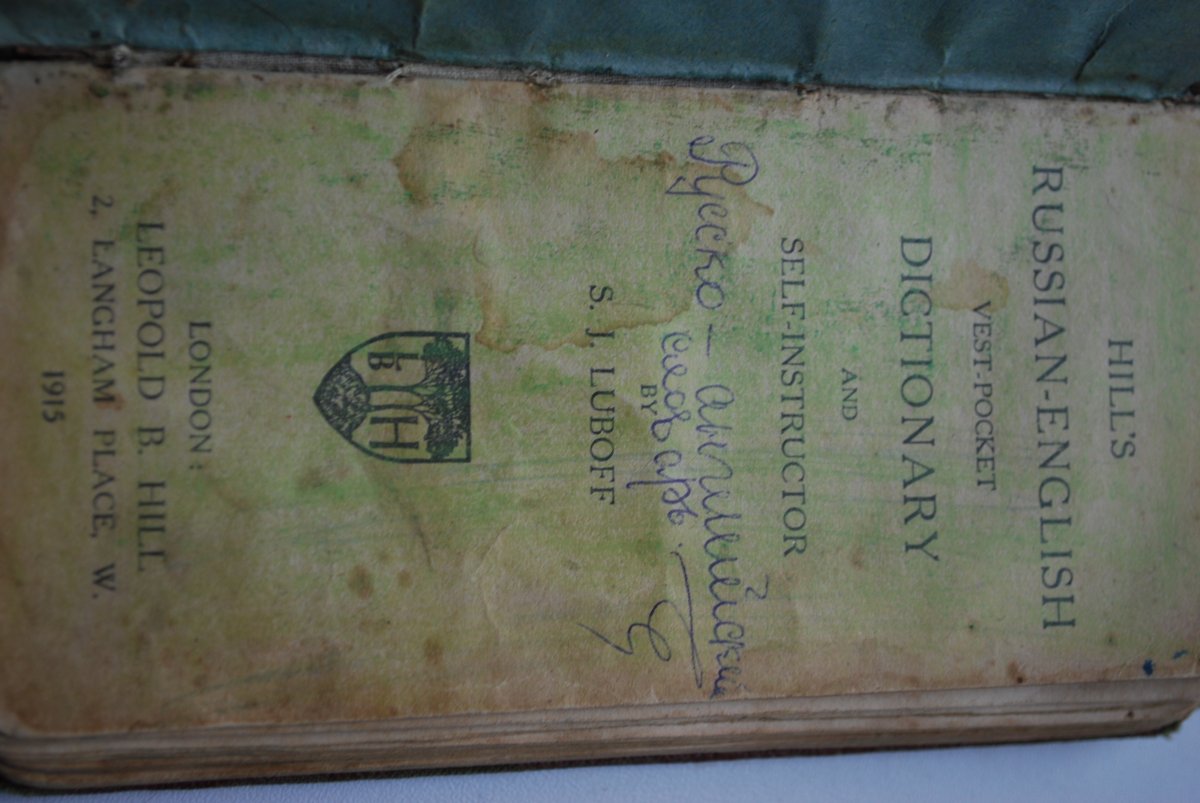 HILL'S
RUSSIAN-ENGLISH
VEST-POCKET
DICTIONARY
AND
SELF-INSTRUCTOR
Русско-английский
словарь.
BY
S. J. LUBOFF
L B H
LONDON:
LEOPOLD B. HILL
2, LANGHAM PLACE, W.
1915